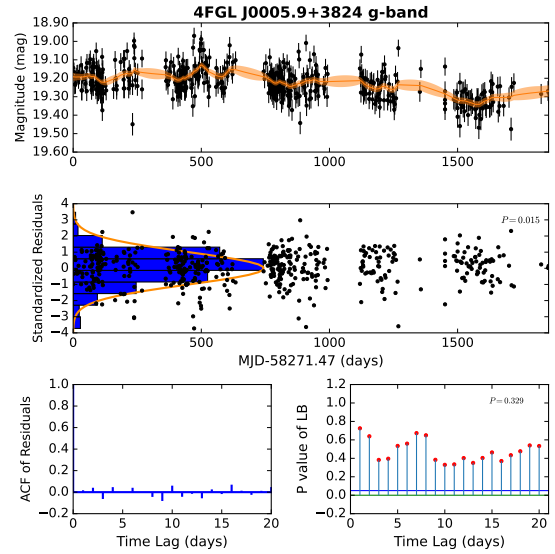 4FGL J0005.9+3824 g-band
18.90
19.00
19.10
19.20
19.30
19.40
19.50
19.60
Magnitude (mag)
0 500 1000 1500
4
3
2
1
0
−1
−2
−3
−4
Standardized Residuals
P = 0.015
0 500 1000 1500
MJD-58271.47 (days)
1.0
0.8
0.6
0.4
0.2
0.0
−0.2
ACF of Residuals
0 5 10 15 20
Time Lag (days)
1.2
1.0
0.8
0.6
0.4
0.2
0.0
−0.2
P value of LB
P = 0.329
0 5 10 15 20
Time Lag (days)